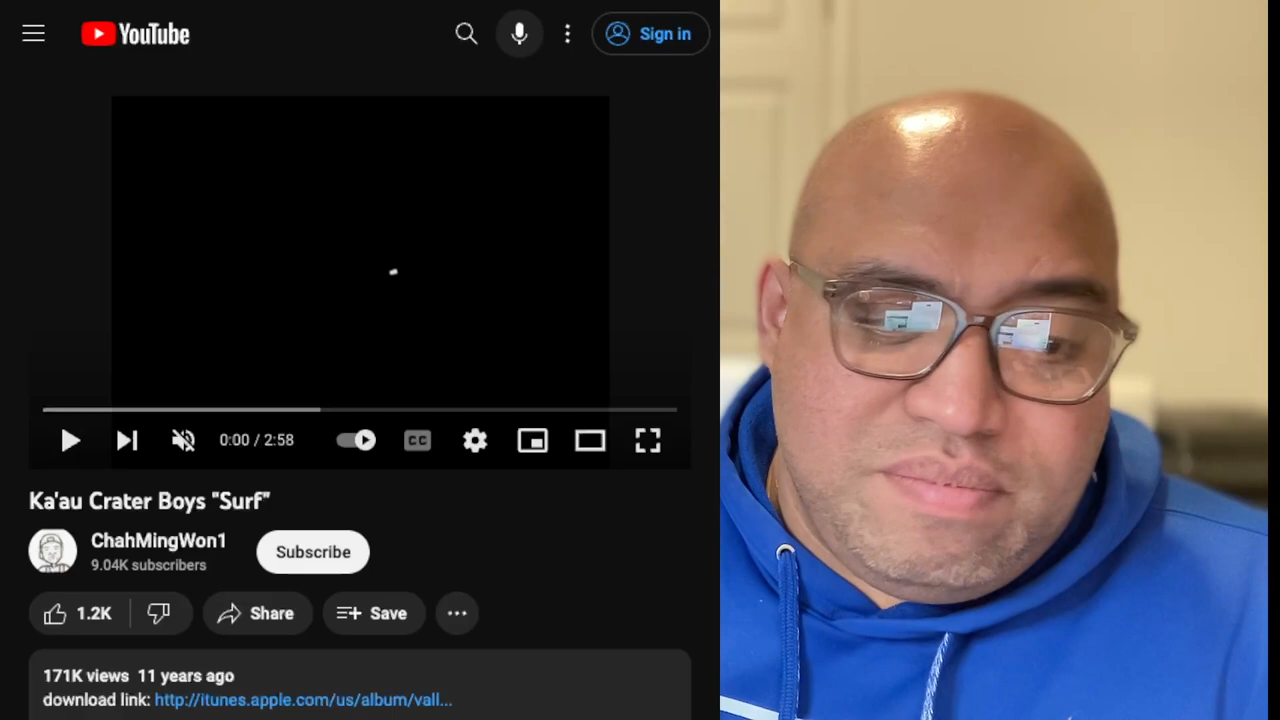 YouTube
Sign in
0:00 / 2:58
CC
Ka'au Crater Boys "Surf"
ChahMingWon1
9.04K subscribers
Subscribe
1.2K
Share
Save
171K views 11 years ago
download link: http://itunes.apple.com/us/album/vall...